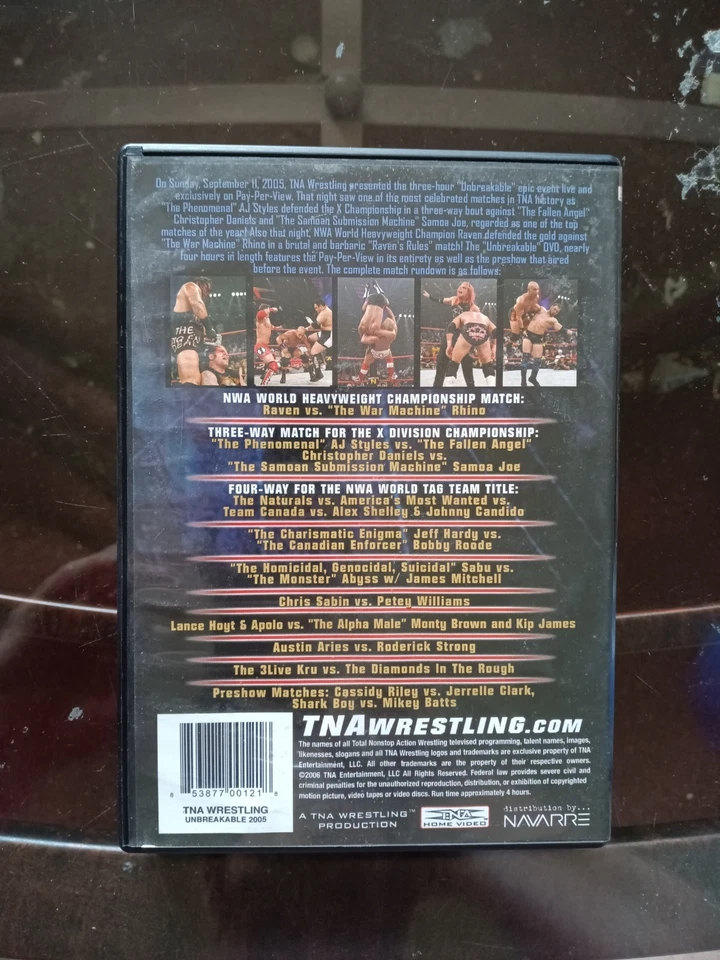 On Sunday, September 11, 2005, TNA Wrestling presented the three-hour "Unbreakable" epic event live and
exclusively on Pay-Per-View. That night saw one of the most celebrated matches in TNA history as
"The Phenomenal" AJ Styles defended the X Championship in a three-way bout against "The Fallen Angel"
Christopher Daniels and "The Samoan Submission Machine" Samoa Joe, regarded as one of the top
matches of the year! Also that night, NWA World Heavyweight Champion Raven defended the gold against
"The War Machine" Rhino in a brutal and barbaric "Raven's Rules" match! The "Unbreakable" DVD, nearly
four hours in length features the Pay-Per-View in its entirety as well as the preshow that aired
before the event. The complete match rundown is as follows:
NWA WORLD HEAVYWEIGHT CHAMPIONSHIP MATCH:
Raven vs. "The War Machine" Rhino
THREE-WAY MATCH FOR THE X DIVISION CHAMPIONSHIP:
"The Phenomenal" AJ Styles vs. "The Fallen Angel"
Christopher Daniels vs.
"The Samoan Submission Machine" Samoa Joe
FOUR-WAY FOR THE NWA WORLD TAG TEAM TITLE:
The Naturals vs. America's Most Wanted vs.
Team Canada vs. Alex Shelley & Johnny Candido
"The Charismatic Enigma" Jeff Hardy vs.
"The Canadian Enforcer" Bobby Roode
"The Homicidal, Genocidal, Suicidal" Sabu vs.
"The Monster" Abyss w/ James Mitchell
Chris Sabin vs. Petey Williams
Lance Hoyt & Apolo vs. "The Alpha Male" Monty Brown and Kip James
Austin Aries vs. Roderick Strong
The 3Live Kru vs. The Diamonds In The Rough
Preshow Matches: Cassidy Riley vs. Jerrelle Clark,
Shark Boy vs. Mikey Batts
TNAWRESTLING.COM
The names of all Total Nonstop Action Wrestling televised programming, talent names, images,
likenesses, slogans and all TNA Wrestling logos and trademarks are exclusive property of TNA
Entertainment, LLC. All other trademarks are the property of their respective owners.
©2006 TNA Entertainment, LLC All Rights Reserved. Federal law provides severe civil and
criminal penalties for the unauthorized reproduction, distribution, or exhibition of copyrighted
motion picture, video tapes or video discs. Run time approximately 4 hours.
8 53877 00121 8
TNA WRESTLING
UNBREAKABLE 2005
A TNA WRESTLING™
PRODUCTION
TNA
HOME VIDEO
distribution by...
NAVARRE